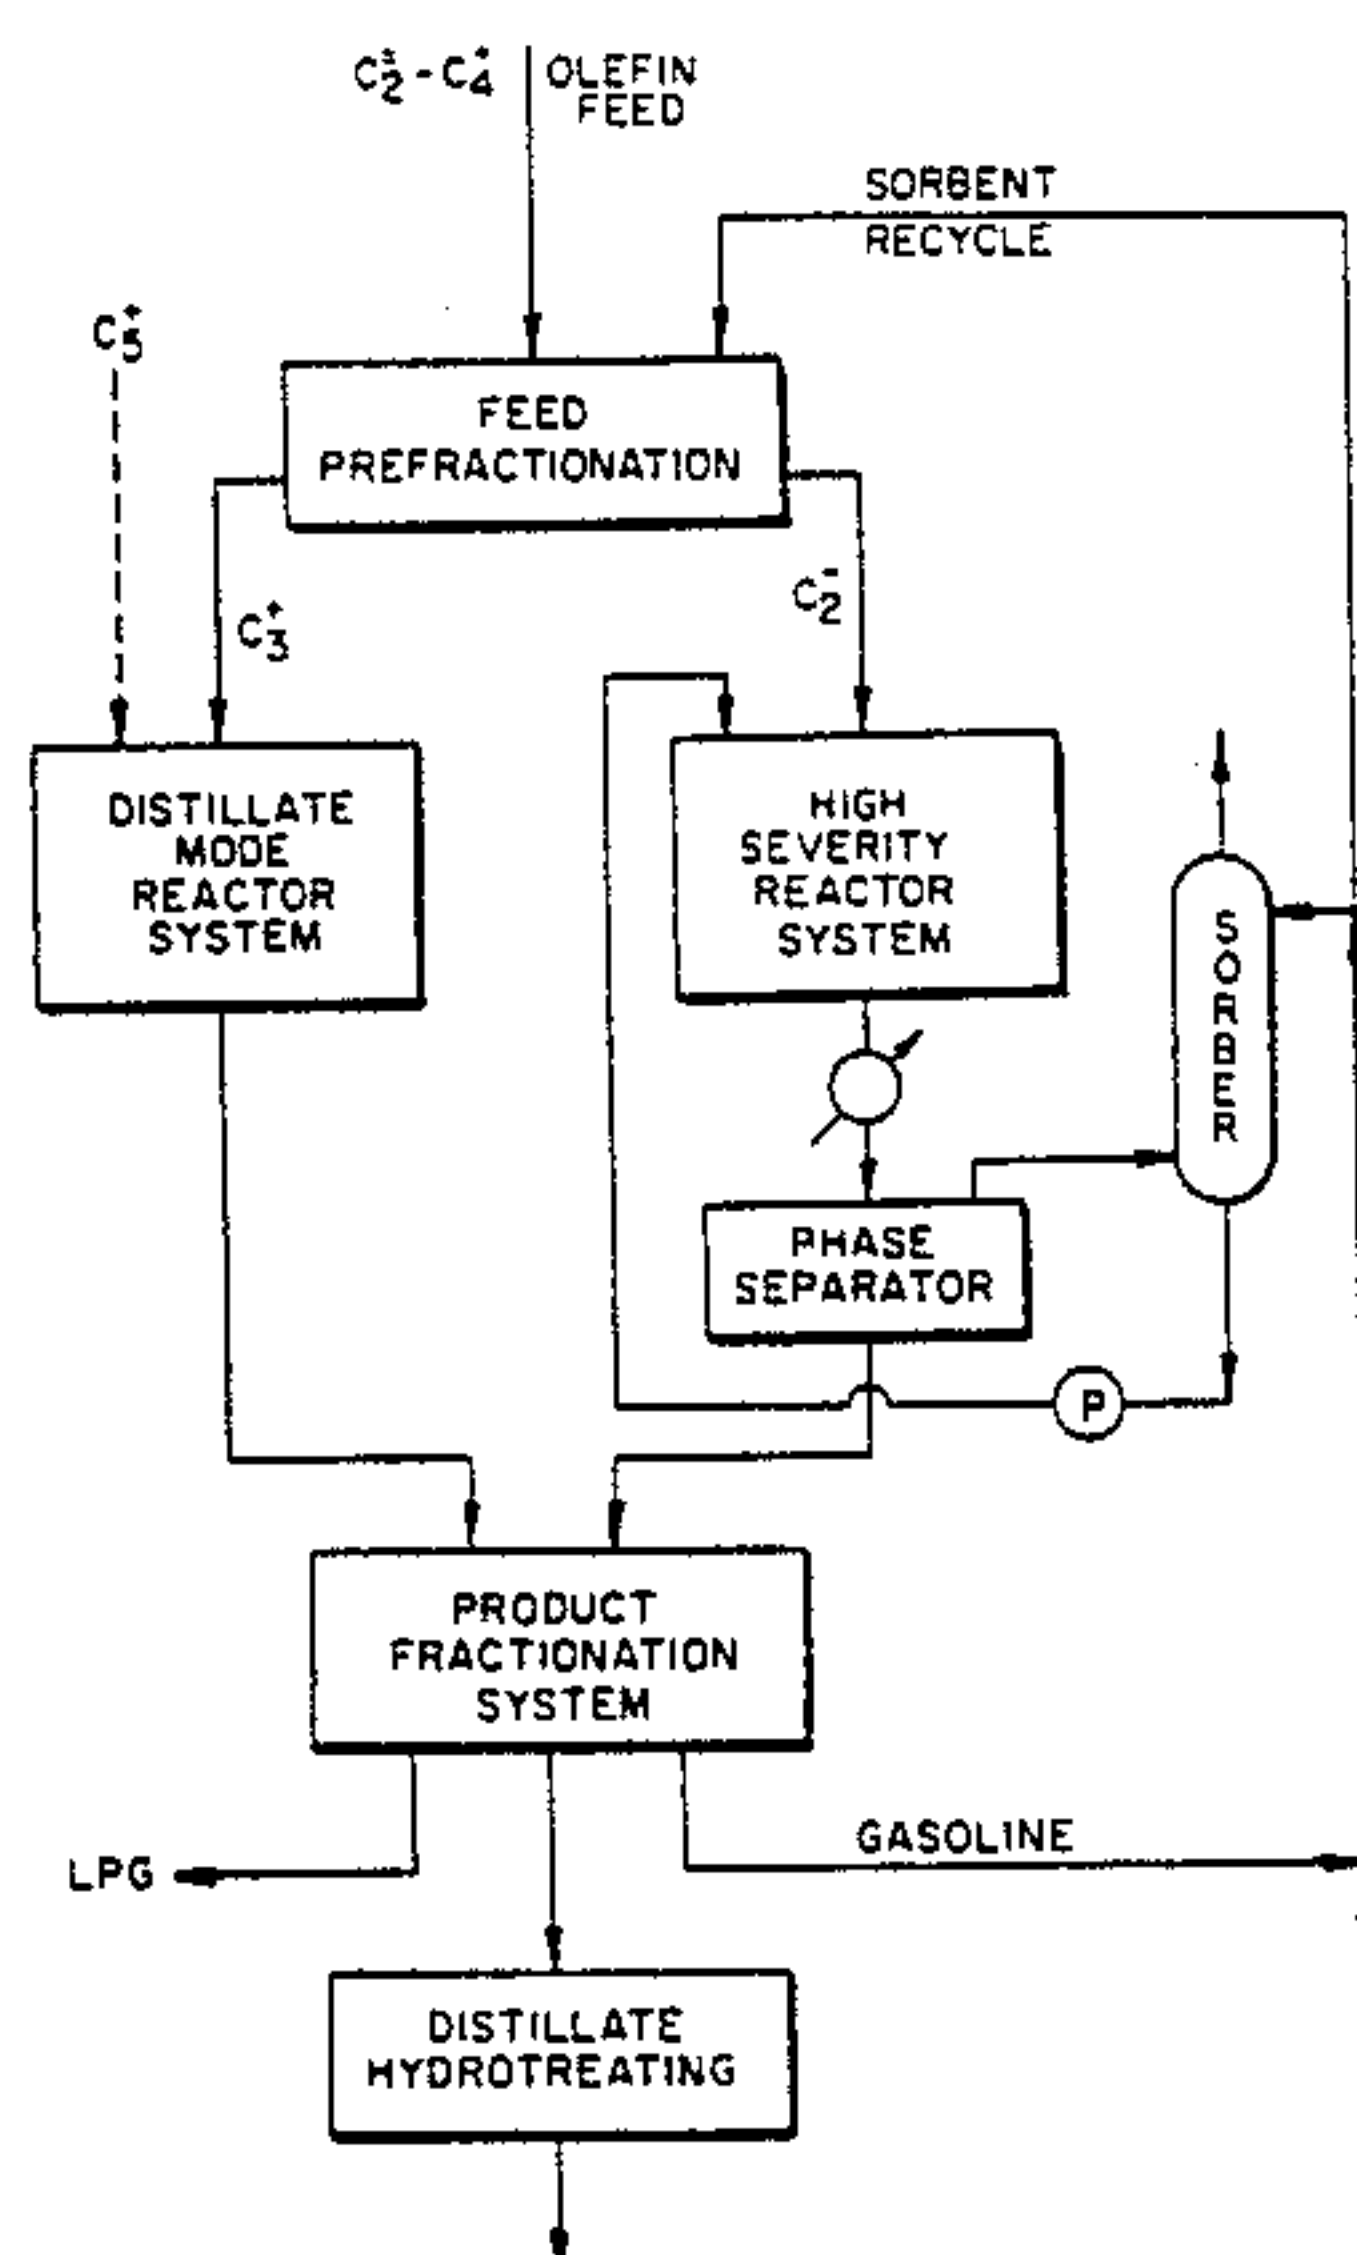 C₂⁼ - C₄⁺ OLEFIN
FEED
SORBENT
RECYCLE
C₅⁺
FEED
PREFRACTIONATION
C₃⁺
C₂⁼
DISTILLATE
MODE
REACTOR
SYSTEM
HIGH
SEVERITY
REACTOR
SYSTEM
SORBER
PHASE
SEPARATOR
P
PRODUCT
FRACTIONATION
SYSTEM
GASOLINE
LPG
DISTILLATE
HYDROTREATING